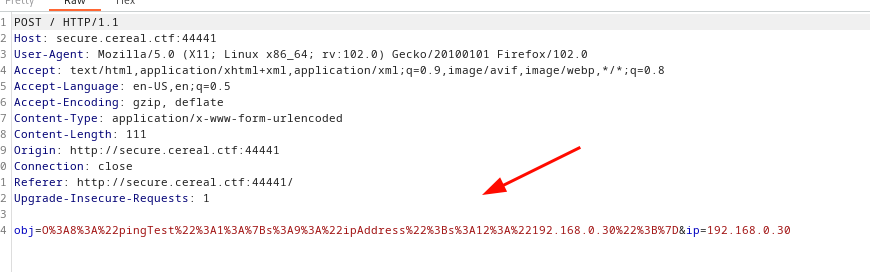 Pretty Raw Hex
1 POST / HTTP/1.1
2 Host: secure.cereal.ctf:44441
3 User-Agent: Mozilla/5.0 (X11; Linux x86_64; rv:102.0) Gecko/20100101 Firefox/102.0
4 Accept: text/html,application/xhtml+xml,application/xml;q=0.9,image/avif,image/webp,*/*;q=0.8
5 Accept-Language: en-US,en;q=0.5
6 Accept-Encoding: gzip, deflate
7 Content-Type: application/x-www-form-urlencoded
8 Content-Length: 111
9 Origin: http://secure.cereal.ctf:44441
0 Connection: close
1 Referer: http://secure.cereal.ctf:44441/
2 Upgrade-Insecure-Requests: 1
3
4 obj=O%3A8%3A%22pingTest%22%3A1%3A%7Bs%3A9%3A%22ipAddress%22%3Bs%3A12%3A%22192.168.0.30%22%3B%7D&ip=192.168.0.30